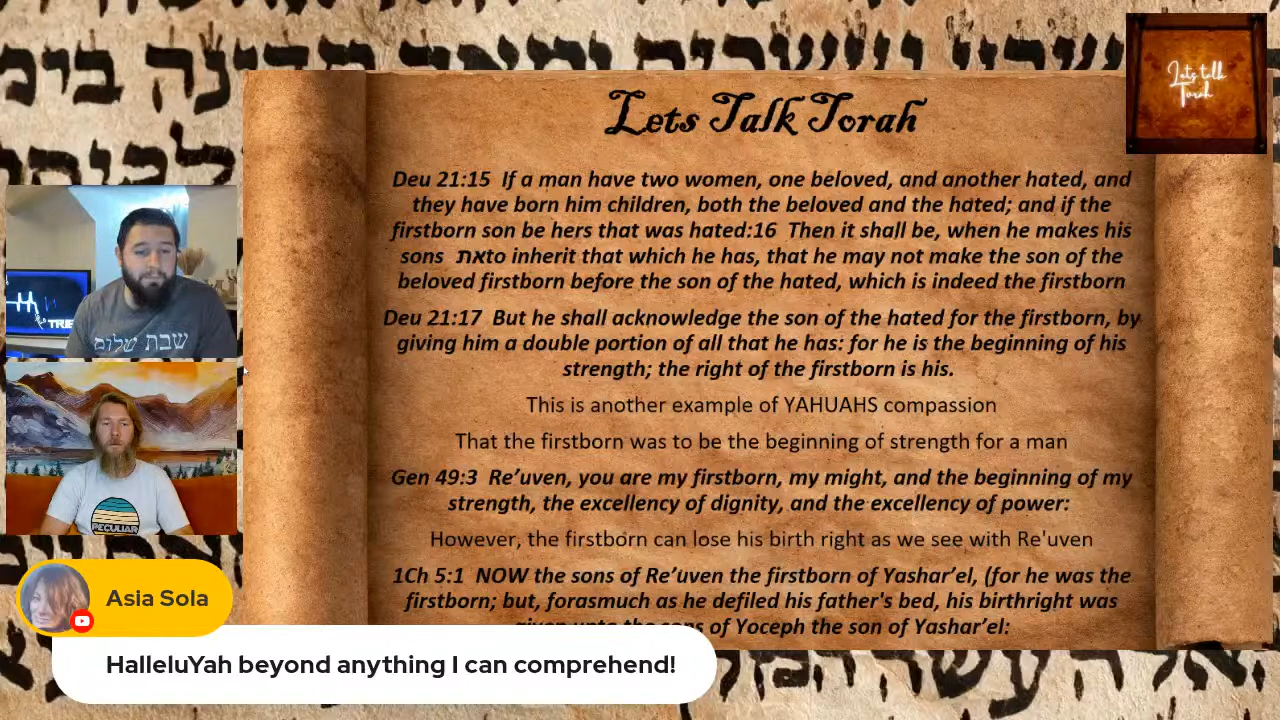 Lets Talk Torah
Lets talk
Torah
Deu 21:15 If a man have two women, one beloved, and another hated, and
they have born him children, both the beloved and the hated; and if the
firstborn son be hers that was hated:16 Then it shall be, when he makes his
sons את to inherit that which he has, that he may not make the son of the
beloved firstborn before the son of the hated, which is indeed the firstborn
Deu 21:17 But he shall acknowledge the son of the hated for the firstborn, by
giving him a double portion of all that he has: for he is the beginning of his
strength; the right of the firstborn is his.
This is another example of YAHUAHS compassion
That the firstborn was to be the beginning of strength for a man
Gen 49:3 Re’uven, you are my firstborn, my might, and the beginning of my
strength, the excellency of dignity, and the excellency of power:
However, the firstborn can lose his birth right as we see with Re'uven
1Ch 5:1 NOW the sons of Re’uven the firstborn of Yashar’el, (for he was the
firstborn; but, forasmuch as he defiled his father's bed, his birthright was
given unto the sons of Yoceph the son of Yashar’el:
TRIB
שבת שלום
PECULIAR
Asia Sola
HalleluYah beyond anything I can comprehend!